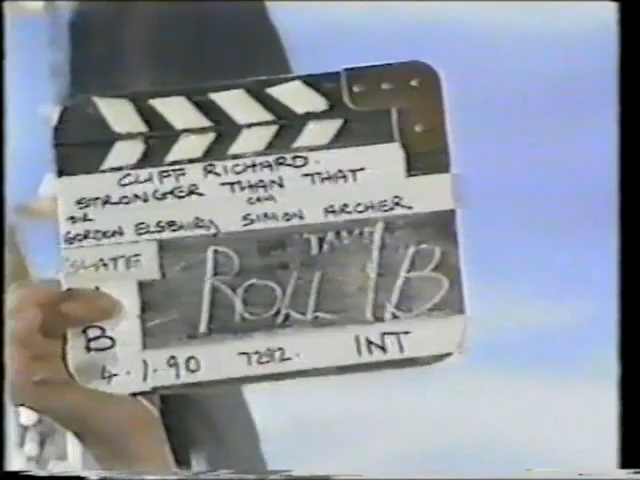 CLIFF RICHARD.
STRONGER THAN THAT
DIR CAM
GORDON ELSBURY SIMON ARCHER
SLATE TAKE
ROLL 1B
B
4.1.90 7292. INT